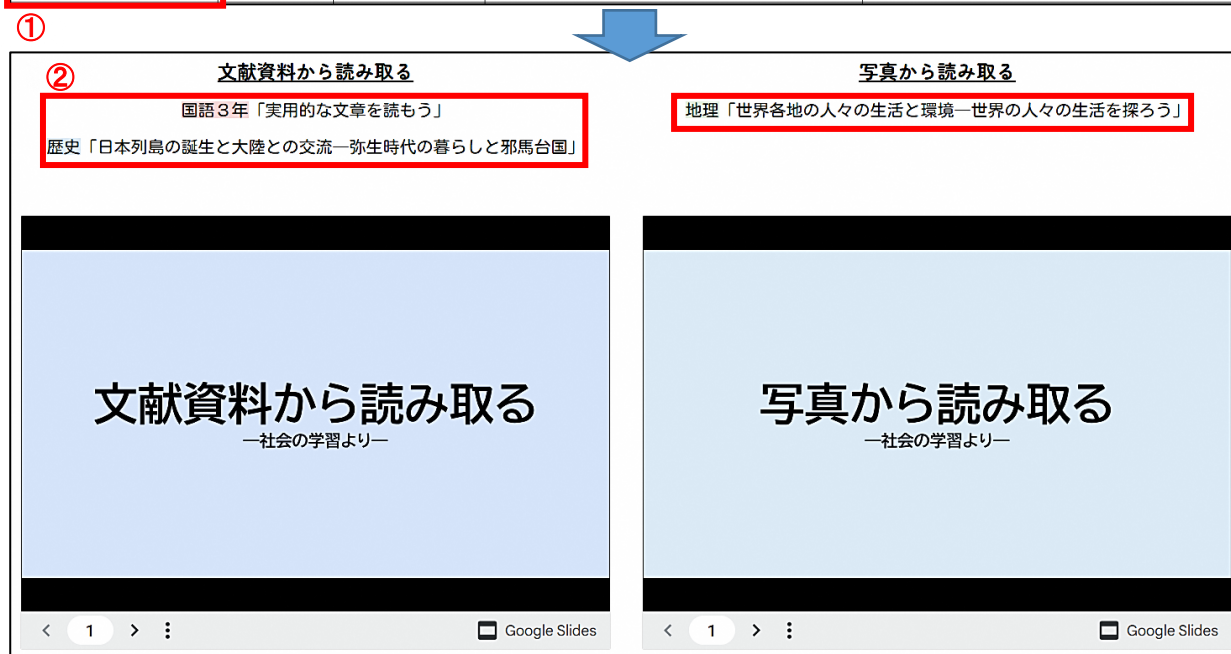 ①
②
文献資料から読み取る
国語３年「実用的な文章を読もう」
歴史「日本列島の誕生と大陸との交流―弥生時代の暮らしと邪馬台国」
文献資料から読み取る
―社会の学習より―
1
Google Slides
写真から読み取る
地理「世界各地の人々の生活と環境―世界の人々の生活を探ろう」
写真から読み取る
―社会の学習より―
1
Google Slides